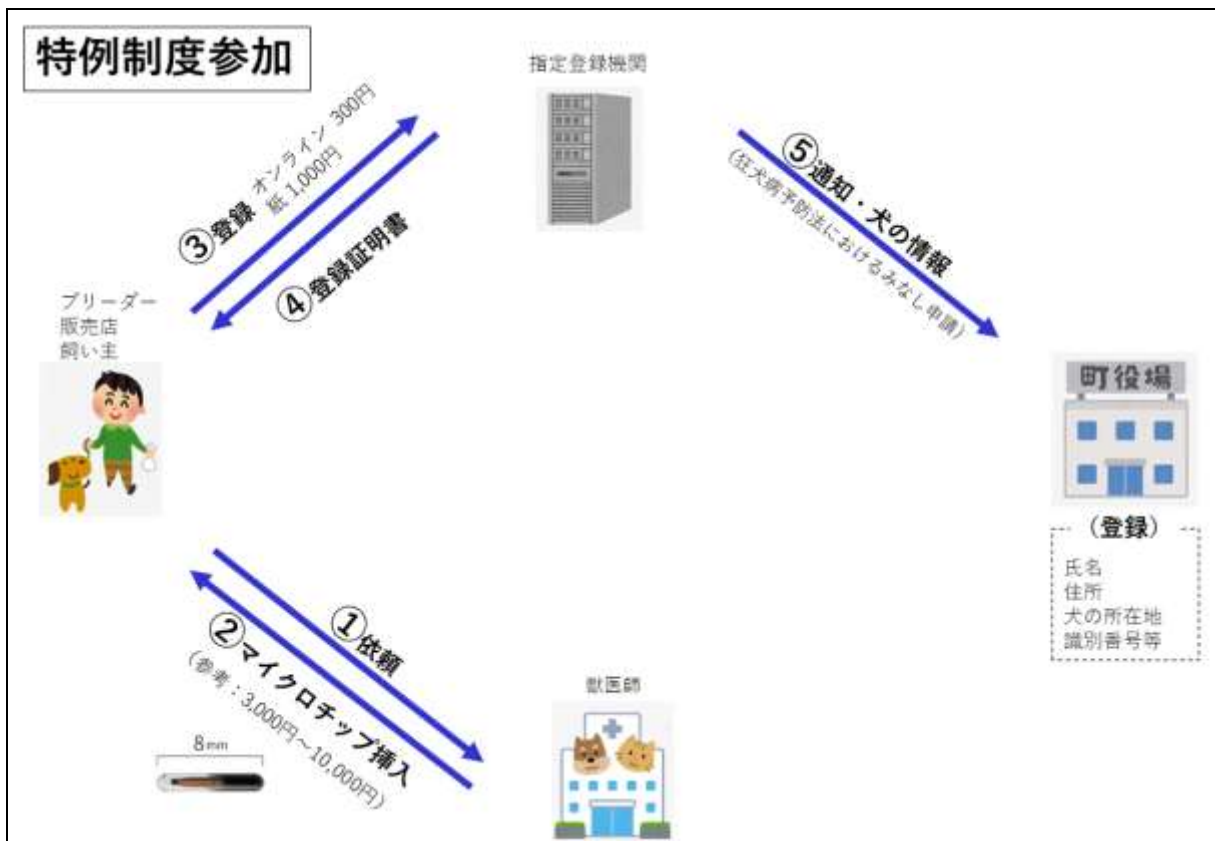 特例制度参加
指定登録機関
③登録 オンライン 300円
紙 1,000円
④登録証明書
⑤通知・犬の情報
(狂犬病予防法におけるみなし申請)
ブリーダー
販売店
飼い主
町役場
(登録)
氏名
住所
犬の所在地
識別番号等
①依頼
②マイクロチップ挿入
(参考:3,000円~10,000円)
獣医師
8mm